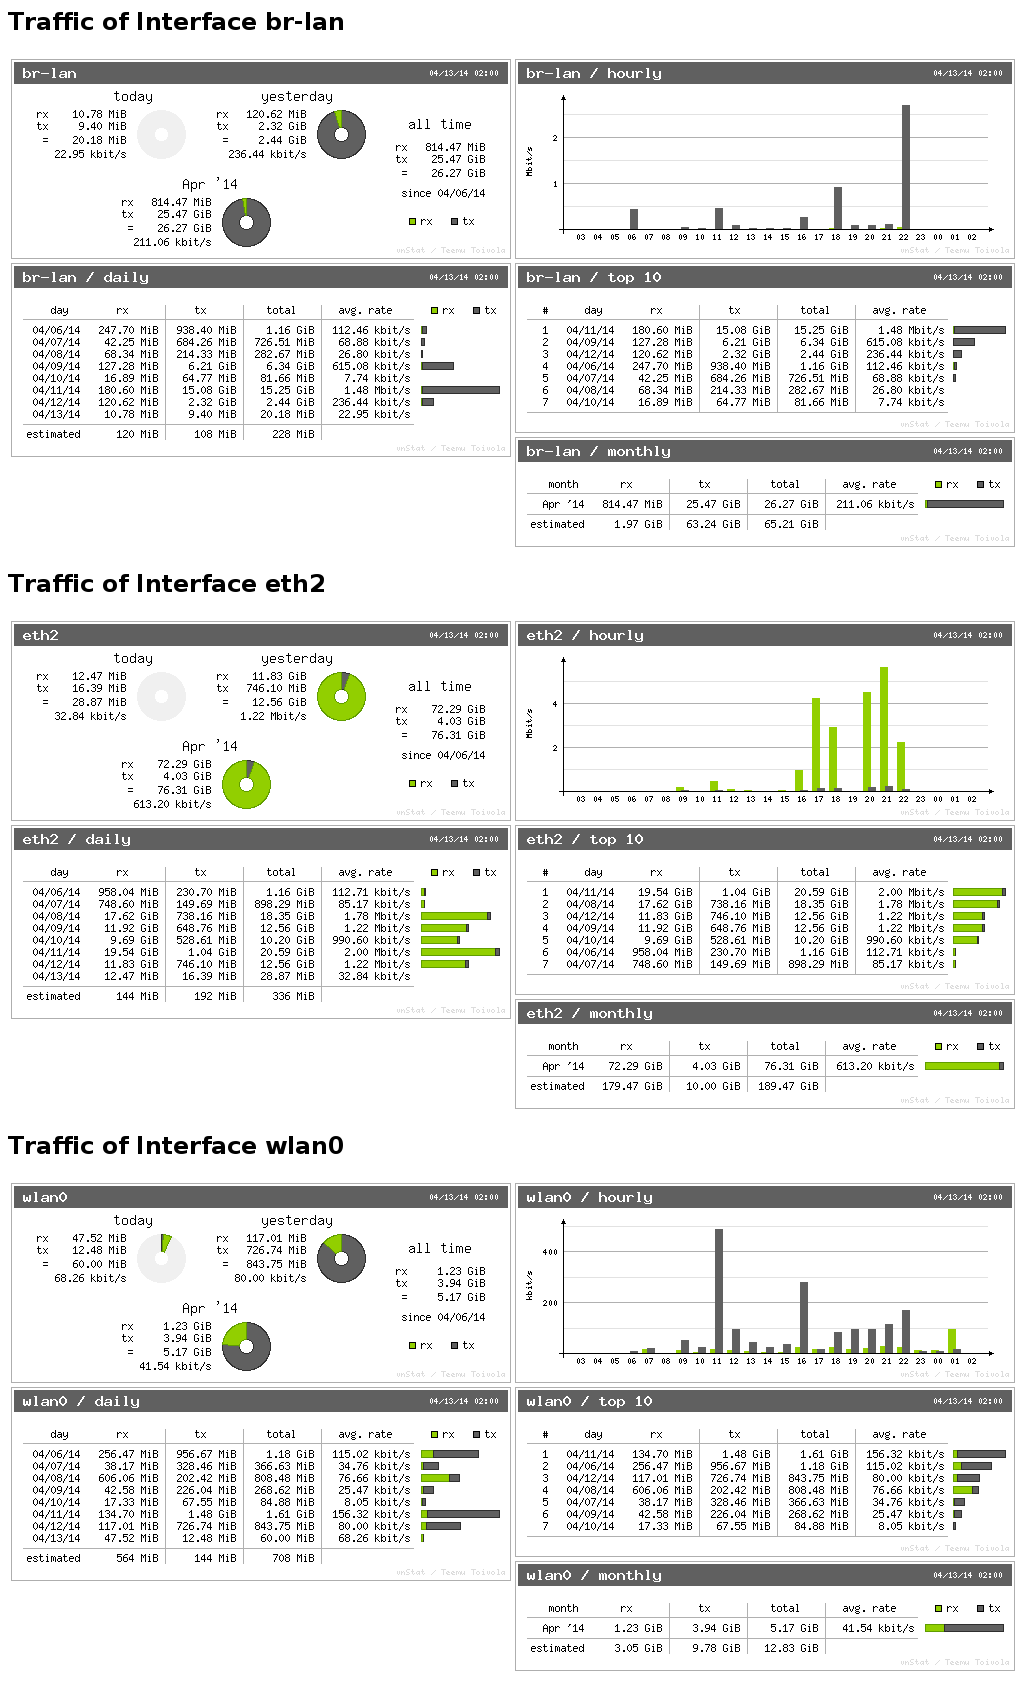 Traffic of Interface br-lan
br-lan 04/13/14 02:00
today yesterday
rx 10.78 MiB rx 120.62 MiB
tx 9.40 MiB tx 2.32 GiB
= 20.18 MiB = 2.44 GiB
22.95 kbit/s 236.44 kbit/s
all time
rx 814.47 MiB
tx 25.47 GiB
= 26.27 GiB
since 04/06/14
Apr '14
rx 814.47 MiB
tx 25.47 GiB
= 26.27 GiB
211.06 kbit/s
rx tx
vnStat / Teemu Toivola
br-lan / hourly 04/13/14 02:00
Mbit/s
2
1
03 04 05 06 07 08 09 10 11 12 13 14 15 16 17 18 19 20 21 22 23 00 01 02
vnStat / Teemu Toivola
br-lan / daily 04/13/14 02:00
day rx tx total avg. rate rx tx
04/06/14 247.70 MiB 938.40 MiB 1.16 GiB 112.46 kbit/s
04/07/14 42.25 MiB 684.26 MiB 726.51 MiB 68.88 kbit/s
04/08/14 68.34 MiB 214.33 MiB 282.67 MiB 26.80 kbit/s
04/09/14 127.28 MiB 6.21 GiB 6.34 GiB 615.08 kbit/s
04/10/14 16.89 MiB 64.77 MiB 81.66 MiB 7.74 kbit/s
04/11/14 180.60 MiB 15.08 GiB 15.25 GiB 1.48 Mbit/s
04/12/14 120.62 MiB 2.32 GiB 2.44 GiB 236.44 kbit/s
04/13/14 10.78 MiB 9.40 MiB 20.18 MiB 22.95 kbit/s
estimated 120 MiB 108 MiB 228 MiB
vnStat / Teemu Toivola
br-lan / top 10 04/13/14 02:00
# day rx tx total avg. rate
1 04/11/14 180.60 MiB 15.08 GiB 15.25 GiB 1.48 Mbit/s
2 04/09/14 127.28 MiB 6.21 GiB 6.34 GiB 615.08 kbit/s
3 04/12/14 120.62 MiB 2.32 GiB 2.44 GiB 236.44 kbit/s
4 04/06/14 247.70 MiB 938.40 MiB 1.16 GiB 112.46 kbit/s
5 04/07/14 42.25 MiB 684.26 MiB 726.51 MiB 68.88 kbit/s
6 04/08/14 68.34 MiB 214.33 MiB 282.67 MiB 26.80 kbit/s
7 04/10/14 16.89 MiB 64.77 MiB 81.66 MiB 7.74 kbit/s
vnStat / Teemu Toivola
br-lan / monthly 04/13/14 02:00
month rx tx total avg. rate rx tx
Apr '14 814.47 MiB 25.47 GiB 26.27 GiB 211.06 kbit/s
estimated 1.97 GiB 63.24 GiB 65.21 GiB
vnStat / Teemu Toivola
Traffic of Interface eth2
eth2 04/13/14 02:00
today yesterday
rx 12.47 MiB rx 11.83 GiB
tx 16.39 MiB tx 746.10 MiB
= 28.87 MiB = 12.56 GiB
32.84 kbit/s 1.22 Mbit/s
all time
rx 72.29 GiB
tx 4.03 GiB
= 76.31 GiB
since 04/06/14
Apr '14
rx 72.29 GiB
tx 4.03 GiB
= 76.31 GiB
613.20 kbit/s
rx tx
vnStat / Teemu Toivola
eth2 / hourly 04/13/14 02:00
Mbit/s
4
2
03 04 05 06 07 08 09 10 11 12 13 14 15 16 17 18 19 20 21 22 23 00 01 02
vnStat / Teemu Toivola
eth2 / daily 04/13/14 02:00
day rx tx total avg. rate rx tx
04/06/14 958.04 MiB 230.70 MiB 1.16 GiB 112.71 kbit/s
04/07/14 748.60 MiB 149.69 MiB 898.29 MiB 85.17 kbit/s
04/08/14 17.62 GiB 738.16 MiB 18.35 GiB 1.78 Mbit/s
04/09/14 11.92 GiB 648.76 MiB 12.56 GiB 1.22 Mbit/s
04/10/14 9.69 GiB 528.61 MiB 10.20 GiB 990.60 kbit/s
04/11/14 19.54 GiB 1.04 GiB 20.59 GiB 2.00 Mbit/s
04/12/14 11.83 GiB 746.10 MiB 12.56 GiB 1.22 Mbit/s
04/13/14 12.47 MiB 16.39 MiB 28.87 MiB 32.84 kbit/s
estimated 144 MiB 192 MiB 336 MiB
vnStat / Teemu Toivola
eth2 / top 10 04/13/14 02:00
# day rx tx total avg. rate
1 04/11/14 19.54 GiB 1.04 GiB 20.59 GiB 2.00 Mbit/s
2 04/08/14 17.62 GiB 738.16 MiB 18.35 GiB 1.78 Mbit/s
3 04/12/14 11.83 GiB 746.10 MiB 12.56 GiB 1.22 Mbit/s
4 04/09/14 11.92 GiB 648.76 MiB 12.56 GiB 1.22 Mbit/s
5 04/10/14 9.69 GiB 528.61 MiB 10.20 GiB 990.60 kbit/s
6 04/06/14 958.04 MiB 230.70 MiB 1.16 GiB 112.71 kbit/s
7 04/07/14 748.60 MiB 149.69 MiB 898.29 MiB 85.17 kbit/s
vnStat / Teemu Toivola
eth2 / monthly 04/13/14 02:00
month rx tx total avg. rate rx tx
Apr '14 72.29 GiB 4.03 GiB 76.31 GiB 613.20 kbit/s
estimated 179.47 GiB 10.00 GiB 189.47 GiB
vnStat / Teemu Toivola
Traffic of Interface wlan0
wlan0 04/13/14 02:00
today yesterday
rx 47.52 MiB rx 117.01 MiB
tx 12.48 MiB tx 726.74 MiB
= 60.00 MiB = 843.75 MiB
68.26 kbit/s 80.00 kbit/s
all time
rx 1.23 GiB
tx 3.94 GiB
= 5.17 GiB
since 04/06/14
Apr '14
rx 1.23 GiB
tx 3.94 GiB
= 5.17 GiB
41.54 kbit/s
rx tx
vnStat / Teemu Toivola
wlan0 / hourly 04/13/14 02:00
kbit/s
400
200
03 04 05 06 07 08 09 10 11 12 13 14 15 16 17 18 19 20 21 22 23 00 01 02
vnStat / Teemu Toivola
wlan0 / daily 04/13/14 02:00
day rx tx total avg. rate rx tx
04/06/14 256.47 MiB 956.67 MiB 1.18 GiB 115.02 kbit/s
04/07/14 38.17 MiB 328.46 MiB 366.63 MiB 34.76 kbit/s
04/08/14 606.06 MiB 202.42 MiB 808.48 MiB 76.66 kbit/s
04/09/14 42.58 MiB 226.04 MiB 268.62 MiB 25.47 kbit/s
04/10/14 17.33 MiB 67.55 MiB 84.88 MiB 8.05 kbit/s
04/11/14 134.70 MiB 1.48 GiB 1.61 GiB 156.32 kbit/s
04/12/14 117.01 MiB 726.74 MiB 843.75 MiB 80.00 kbit/s
04/13/14 47.52 MiB 12.48 MiB 60.00 MiB 68.26 kbit/s
estimated 564 MiB 144 MiB 708 MiB
vnStat / Teemu Toivola
wlan0 / top 10 04/13/14 02:00
# day rx tx total avg. rate
1 04/11/14 134.70 MiB 1.48 GiB 1.61 GiB 156.32 kbit/s
2 04/06/14 256.47 MiB 956.67 MiB 1.18 GiB 115.02 kbit/s
3 04/12/14 117.01 MiB 726.74 MiB 843.75 MiB 80.00 kbit/s
4 04/08/14 606.06 MiB 202.42 MiB 808.48 MiB 76.66 kbit/s
5 04/07/14 38.17 MiB 328.46 MiB 366.63 MiB 34.76 kbit/s
6 04/09/14 42.58 MiB 226.04 MiB 268.62 MiB 25.47 kbit/s
7 04/10/14 17.33 MiB 67.55 MiB 84.88 MiB 8.05 kbit/s
vnStat / Teemu Toivola
wlan0 / monthly 04/13/14 02:00
month rx tx total avg. rate rx tx
Apr '14 1.23 GiB 3.94 GiB 5.17 GiB 41.54 kbit/s
estimated 3.05 GiB 9.78 GiB 12.83 GiB
vnStat / Teemu Toivola